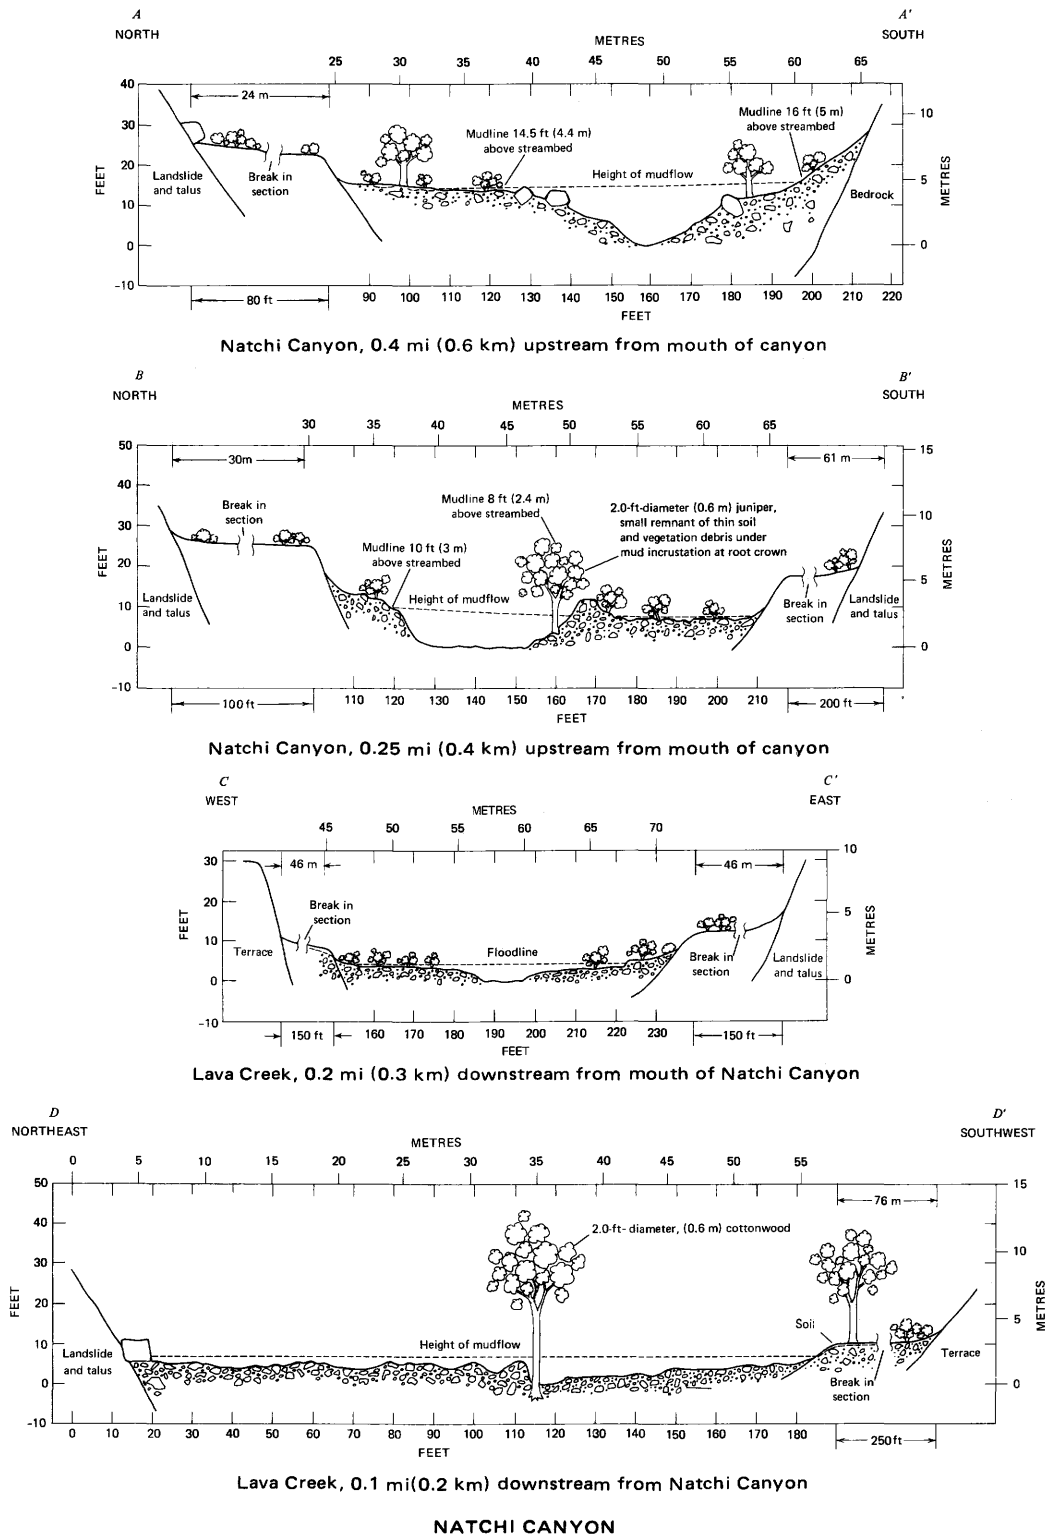 A
A'
NORTH
METRES
SOUTH
25 30 35 40 45 50 55 60 65
40
24 m
Mudline 16 ft (5 m)
above streambed
10
30
Mudline 14.5 ft (4.4 m)
above streambed
20
FEET
Landslide
and talus
Break in
section
Height of mudflow
5
METRES
10
Bedrock
0
0
-10
80 ft
90 100 110 120 130 140 150 160 170 180 190 200 210 220
FEET
Natchi Canyon, 0.4 mi (0.6 km) upstream from mouth of canyon
B
B'
NORTH
METRES
SOUTH
30 35 40 45 50 55 60 65
50
15
30m
61 m
40
Break in
section
Mudline 8 ft (2.4 m)
above streambed
2.0-ft-diameter (0.6 m) juniper,
small remnant of thin soil
and vegetation debris under
mud incrustation at root crown
10
30
FEET
Mudline 10 ft (3 m)
above streambed
20
5
METRES
Landslide
and talus
Height of mudflow
Break in
section
Landslide
and talus
10
0
0
-10
100 ft
110 120 130 140 150 160 170 180 190 200 210
200 ft
FEET
Natchi Canyon, 0.25 mi (0.4 km) upstream from mouth of canyon
C
C'
WEST
METRES
EAST
45 50 55 60 65 70
10
30
46 m
46 m
20
Break in
section
5
FEET
METRES
10
Terrace
Floodline
Break in
section
Landslide
and talus
0
0
-10
150 ft
160 170 180 190 200 210 220 230
150 ft
FEET
Lava Creek, 0.2 mi (0.3 km) downstream from mouth of Natchi Canyon
D
D'
NORTHEAST
METRES
SOUTHWEST
0 5 10 15 20 25 30 35 40 45 50 55
50
15
76 m
40
2.0-ft- diameter, (0.6 m) cottonwood
30
10
FEET
20
METRES
Soil
5
10
Landslide
and talus
Height of mudflow
Terrace
Break in
section
0
0
-10
0 10 20 30 40 50 60 70 80 90 100 110 120 130 140 150 160 170 180
250 ft
FEET
Lava Creek, 0.1 mi(0.2 km) downstream from Natchi Canyon
NATCHI CANYON